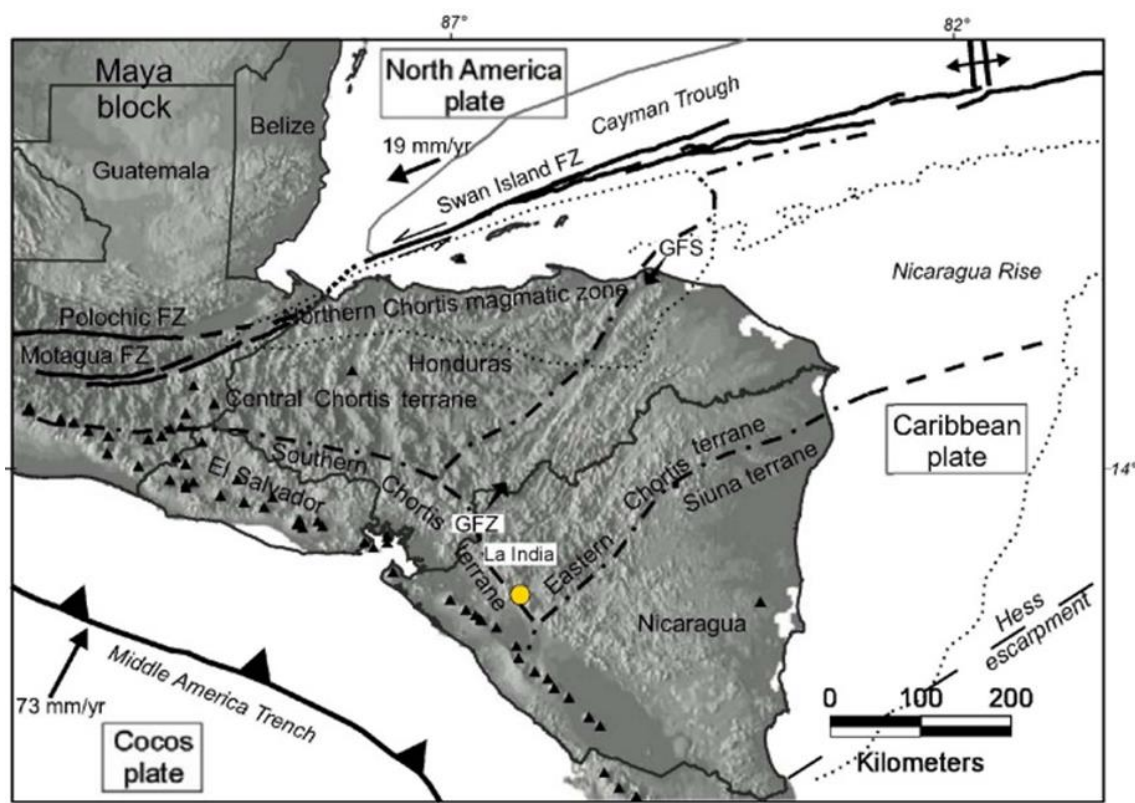 87°
82°
Maya
block
North America
plate
Belize
Guatemala
19 mm/yr
Cayman Trough
Swan Island FZ
GFS
Nicaragua Rise
Northern Chortis magmatic zone
Polochic FZ
Motagua FZ
Honduras
Central Chortis terrane
Caribbean
plate
14°
Southern
Chortis
terrane
El Salvador
GFZ
La India
Eastern
Chortis terrane
Siuna terrane
Nicaragua
Hess
escarpment
73 mm/yr
Middle America Trench
Cocos
plate
0 100 200
Kilometers